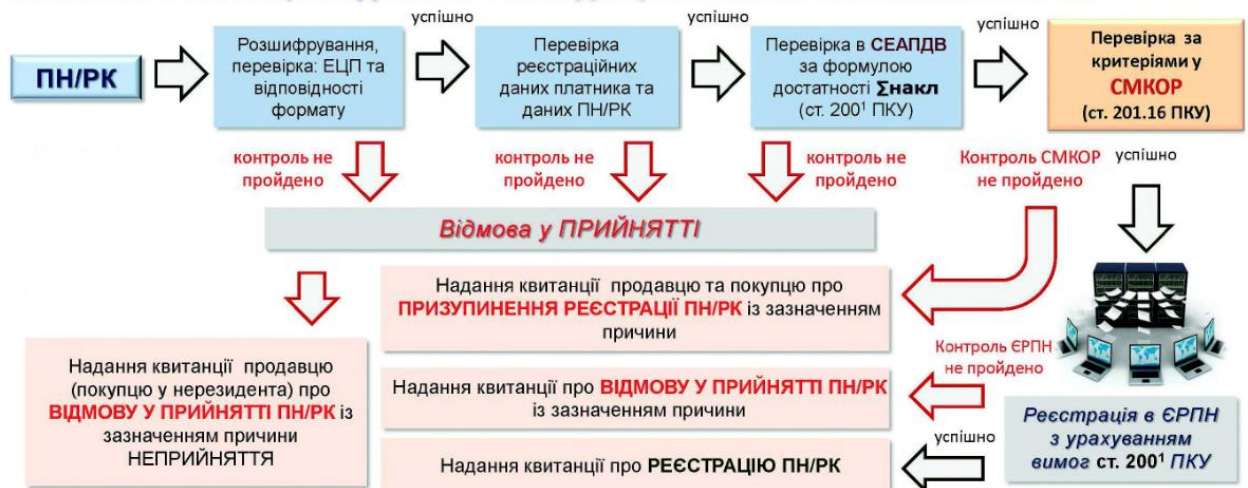 ПН/РК
Розшифрування,
перевірка: ЕЦП та
відповідності
формату
успішно
Перевірка
реєстраційних
даних платника та
даних ПН/РК
успішно
Перевірка в СЕАПДВ
за формулою
достатності Σнакл
(ст. 200¹ ПКУ)
успішно
Перевірка за
критеріями у
СМКОР
(ст. 201.16 ПКУ)
контроль не
пройдено
контроль не
пройдено
контроль не
пройдено
Контроль СМКОР
не пройдено
успішно
Відмова у ПРИЙНЯТТІ
Надання квитанції продавцю та покупцю про
ПРИЗУПИНЕННЯ РЕЄСТРАЦІЇ ПН/РК із зазначенням
причини
Надання квитанції продавцю
(покупцю у нерезидента) про
ВІДМОВУ У ПРИЙНЯТТІ ПН/РК із
зазначенням причини
НЕПРИЙНЯТТЯ
Контроль ЄРПН
не пройдено
Надання квитанції про ВІДМОВУ У ПРИЙНЯТТІ ПН/РК
із зазначенням причини
Реєстрація в ЄРПН
з урахуванням
вимог ст. 200¹ ПКУ
успішно
Надання квитанції про РЕЄСТРАЦІЮ ПН/РК